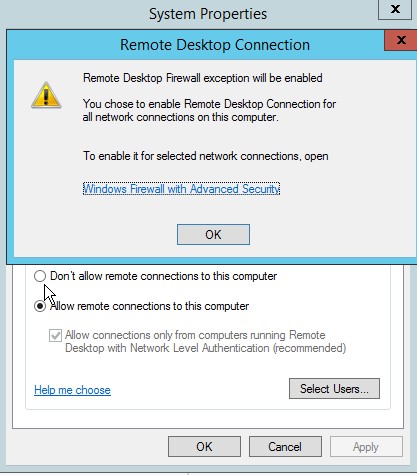 System Properties
x
Remote Desktop Connection
x
Remote Desktop Firewall exception will be enabled
You chose to enable Remote Desktop Connection for
all network connections on this computer.
To enable it for selected network connections, open
Windows Firewall with Advanced Security
OK
Don't allow remote connections to this computer
Allow remote connections to this computer
Allow connections only from computers running Remote
Desktop with Network Level Authentication (recommended)
Help me choose
Select Users...
OK
Cancel
Apply